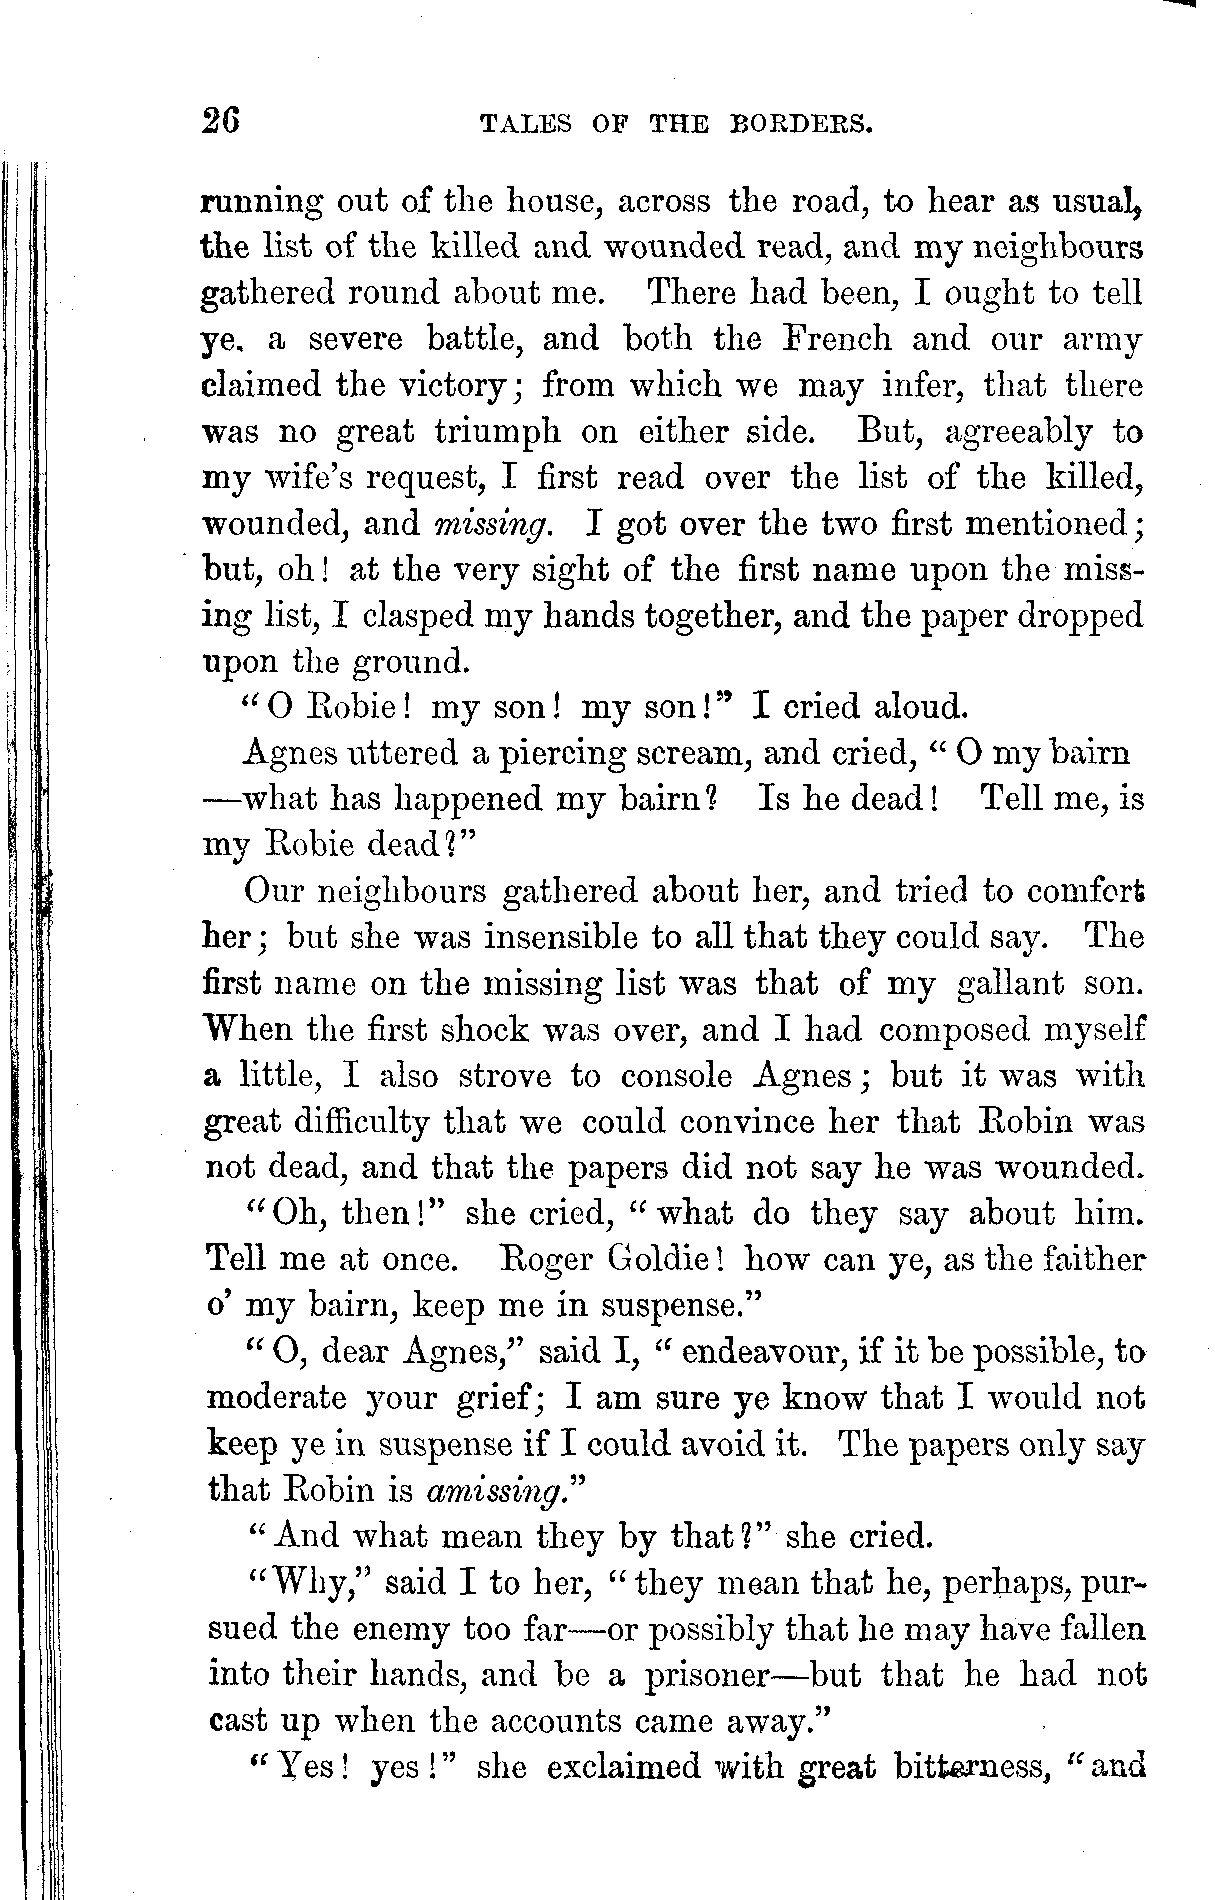 26 TALES OF THE BORDERS.
running out of the house, across the road, to hear as usual,
the list of the killed and wounded read, and my neighbours
gathered round about me. There had been, I ought to tell
ye. a severe battle, and both the French and our army
claimed the victory; from which we may infer, that there
was no great triumph on either side. But, agreeably to
my wife's request, I first read over the list of the killed,
wounded, and missing. I got over the two first mentioned;
but, oh! at the very sight of the first name upon the miss-
ing list, I clasped my hands together, and the paper dropped
upon the ground.
"O Robie! my son! my son!" I cried aloud.
Agnes uttered a piercing scream, and cried, "O my bairn
—what has happened my bairn? Is he dead! Tell me, is
my Robie dead?"
Our neighbours gathered about her, and tried to comfort
her; but she was insensible to all that they could say. The
first name on the missing list was that of my gallant son.
When the first shock was over, and I had composed myself
a little, I also strove to console Agnes; but it was with
great difficulty that we could convince her that Robin was
not dead, and that the papers did not say he was wounded.
"Oh, then!" she cried, "what do they say about him.
Tell me at once. Roger Goldie! how can ye, as the faither
o' my bairn, keep me in suspense."
"O, dear Agnes," said I, "endeavour, if it be possible, to
moderate your grief; I am sure ye know that I would not
keep ye in suspense if I could avoid it. The papers only say
that Robin is amissing."
"And what mean they by that?" she cried.
"Why," said I to her, "they mean that he, perhaps, pur-
sued the enemy too far—or possibly that he may have fallen
into their hands, and be a prisoner—but that he had not
cast up when the accounts came away."
"Yes! yes!" she exclaimed with great bitterness, "and